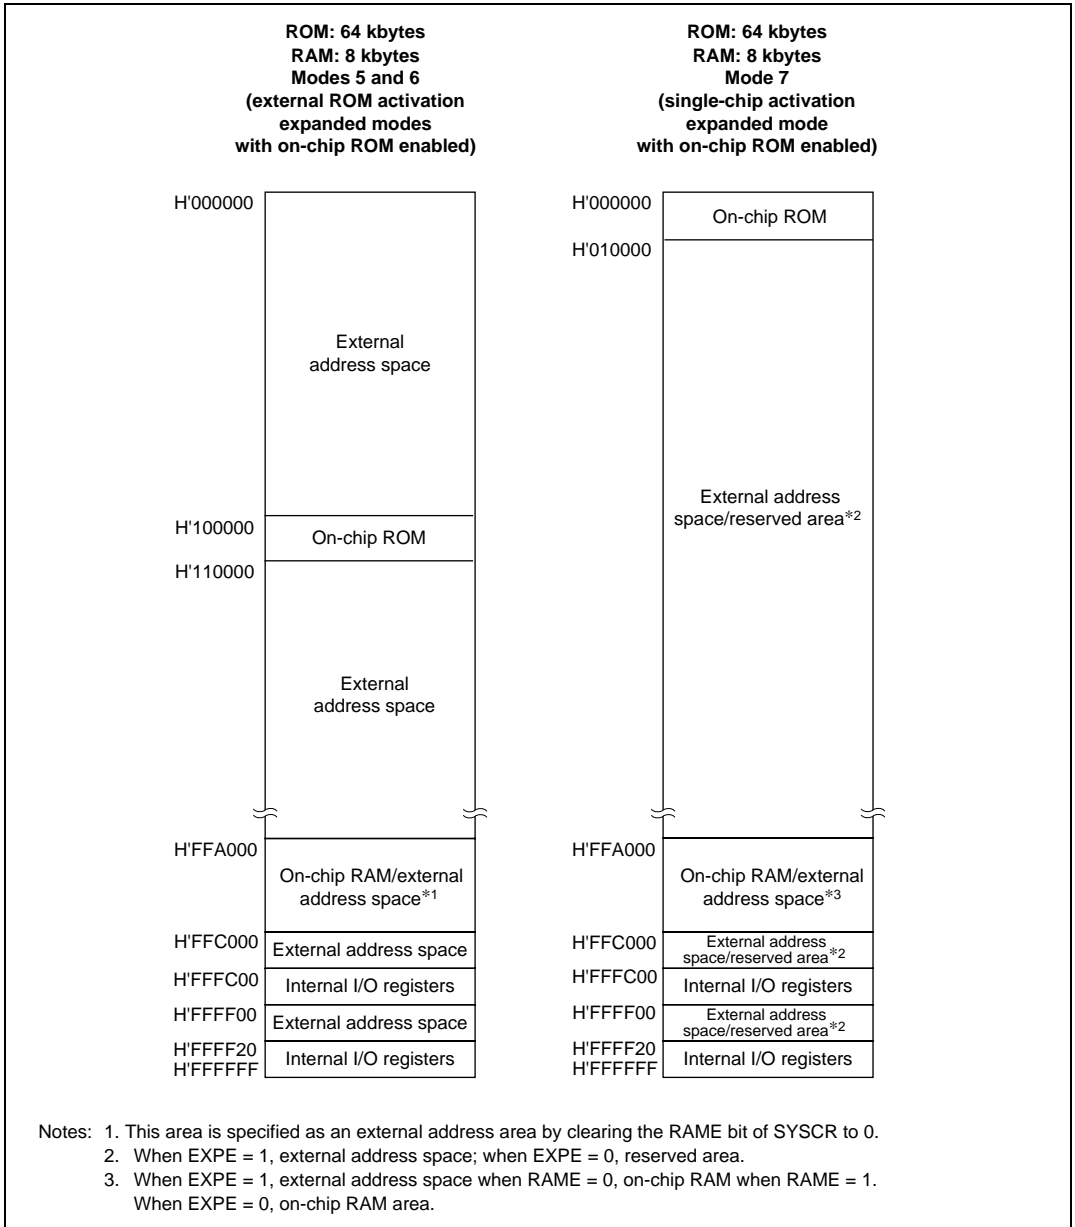 ROM: 64 kbytes
RAM: 8 kbytes
Modes 5 and 6
(external ROM activation
expanded modes
with on-chip ROM enabled)
H'000000
External
address space
H'100000
On-chip ROM
H'110000
External
address space
H'FFA000
On-chip RAM/external
address space*1
H'FFC000
External address space
H'FFFC00
Internal I/O registers
H'FFFF00
External address space
H'FFFF20
Internal I/O registers
H'FFFFFF
ROM: 64 kbytes
RAM: 8 kbytes
Mode 7
(single-chip activation
expanded mode
with on-chip ROM enabled)
H'000000
On-chip ROM
H'010000
External address
space/reserved area*2
H'FFA000
On-chip RAM/external
address space*3
H'FFC000
External address
space/reserved area*2
H'FFFC00
Internal I/O registers
H'FFFF00
External address
space/reserved area*2
H'FFFF20
Internal I/O registers
H'FFFFFF
Notes: 1. This area is specified as an external address area by clearing the RAME bit of SYSCR to 0.
2. When EXPE = 1, external address space; when EXPE = 0, reserved area.
3. When EXPE = 1, external address space when RAME = 0, on-chip RAM when RAME = 1.
When EXPE = 0, on-chip RAM area.